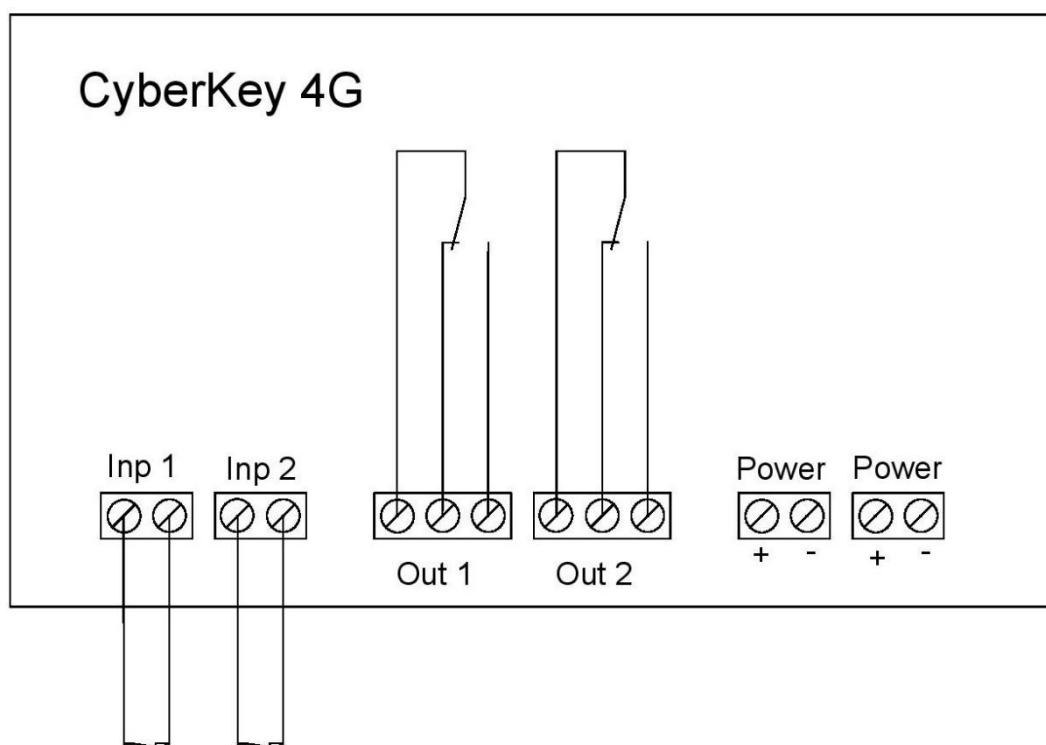 CyberKey 4G
Inp 1
Inp 2
Power
Power
+ -
+ -
Out 1
Out 2